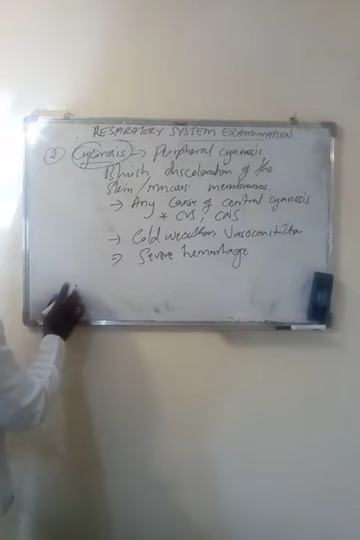 RESPIRATORY SYSTEM EXAMINATION
② Cyanosis → Peripheral cyanosis
Bluish discoloration of the
skin/mucous membranes.
→ Any cause of central cyanosis
* CVS, CNS
→ Cold weather, Vasoconstriction
⇒ Severe hemorrhage